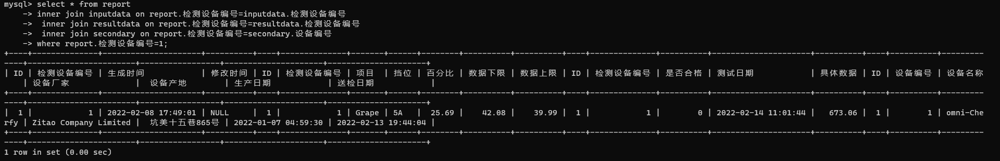 mysql> select * from report
    -> inner join inputdata on report.检测设备编号=inputdata.检测设备编号
    ->  inner join resultdata on report.检测设备编号=resultdata.检测设备编号
    ->  inner join secondary on report.检测设备编号=secondary.设备编号
    -> where report.检测设备编号=1;
+----+--------------+---------------------+----------+----+--------------+-------+------+--------+----------+----------+----+--------------+----------+---------------------+----------+----+----------+---------
----+-----------------------+-----------------+---------------------+---------------------+
| ID | 检测设备编号 | 生成时间            | 修改时间 | ID | 检测设备编号 | 项目  | 挡位 | 百分比 | 数据下限 | 数据上限 | ID | 检测设备编号 | 是否合格 | 测试日期            | 具体数据 | ID | 设备编号 | 设备名称
    | 设备厂家              |  设备产地        | 生产日期            | 送检日期            |
+----+--------------+---------------------+----------+----+--------------+-------+------+--------+----------+----------+----+--------------+----------+---------------------+----------+----+----------+---------
----+-----------------------+-----------------+---------------------+---------------------+
|  1 |            1 | 2022-02-08 17:49:01 | NULL     |  1 |            1 | Grape | 5A   |  25.69 |    42.08 |    39.99 |  1 |            1 |        0 | 2022-02-14 11:01:44 |   673.06 |  1 |        1 | omni-Che
rfy | Zitao Company Limited |  坑美十五巷865号 | 2022-01-07 04:59:30 | 2022-02-13 19:44:04 |
+----+--------------+---------------------+----------+----+--------------+-------+------+--------+----------+----------+----+--------------+----------+---------------------+----------+----+----------+---------
----+-----------------------+-----------------+---------------------+---------------------+
1 row in set (0.00 sec)